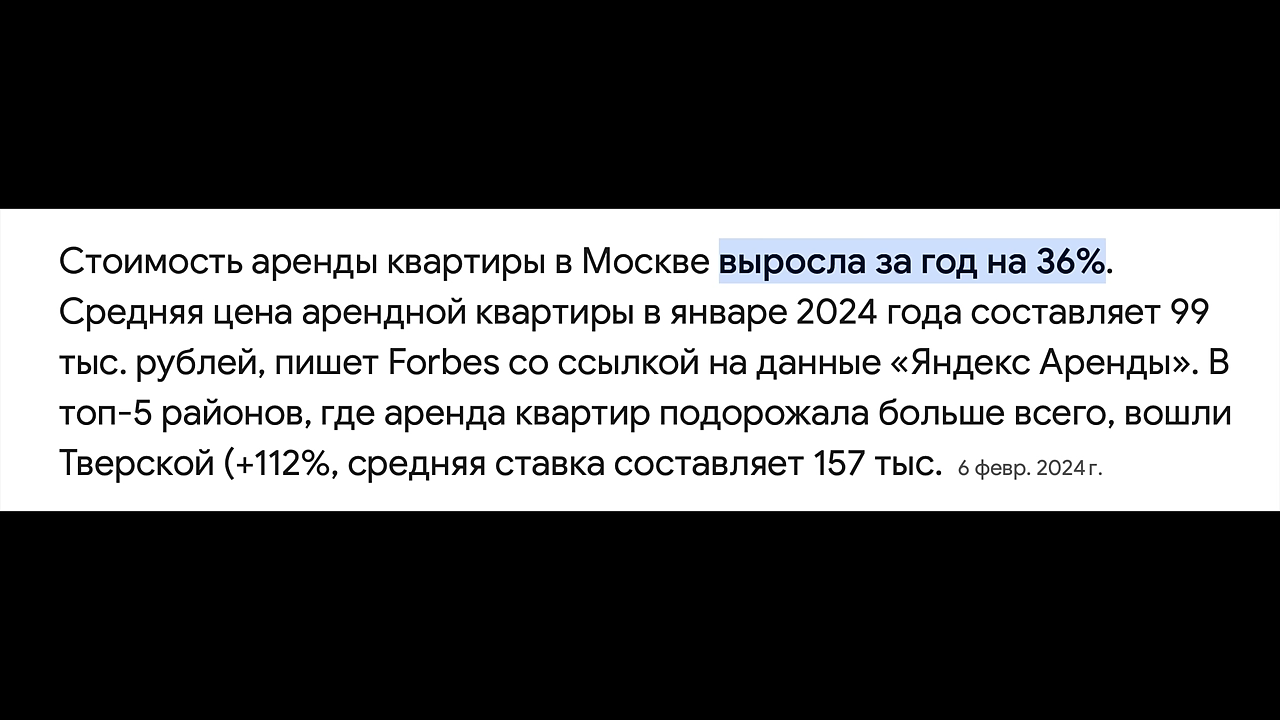 Стоимость аренды квартиры в Москве выросла за год на 36%.
Средняя цена арендной квартиры в январе 2024 года составляет 99
тыс. рублей, пишет Forbes со ссылкой на данные «Яндекс Аренды». В
топ-5 районов, где аренда квартир подорожала больше всего, вошли
Тверской (+112%, средняя ставка составляет 157 тыс. 6 февр. 2024 г.